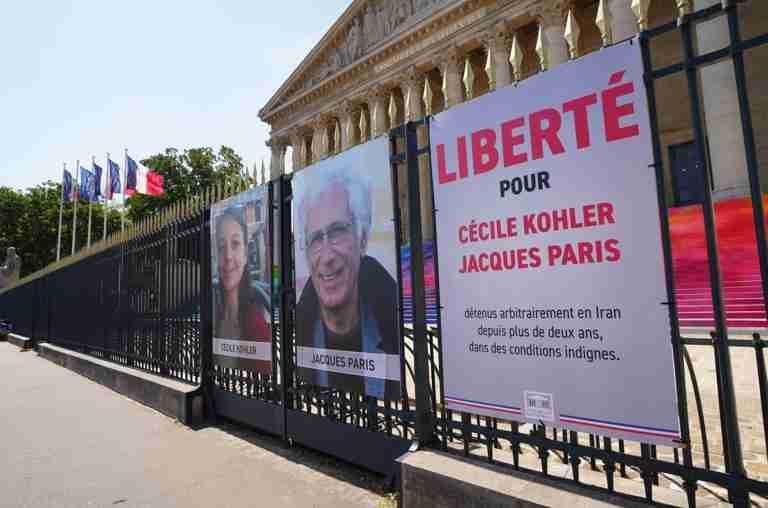 CÉCILE KOHLER
JACQUES PARIS
LIBERTÉ
POUR
CÉCILE KOHLER
JACQUES PARIS
détenus arbitrairement en Iran
depuis plus de deux ans,
dans des conditions indignes.